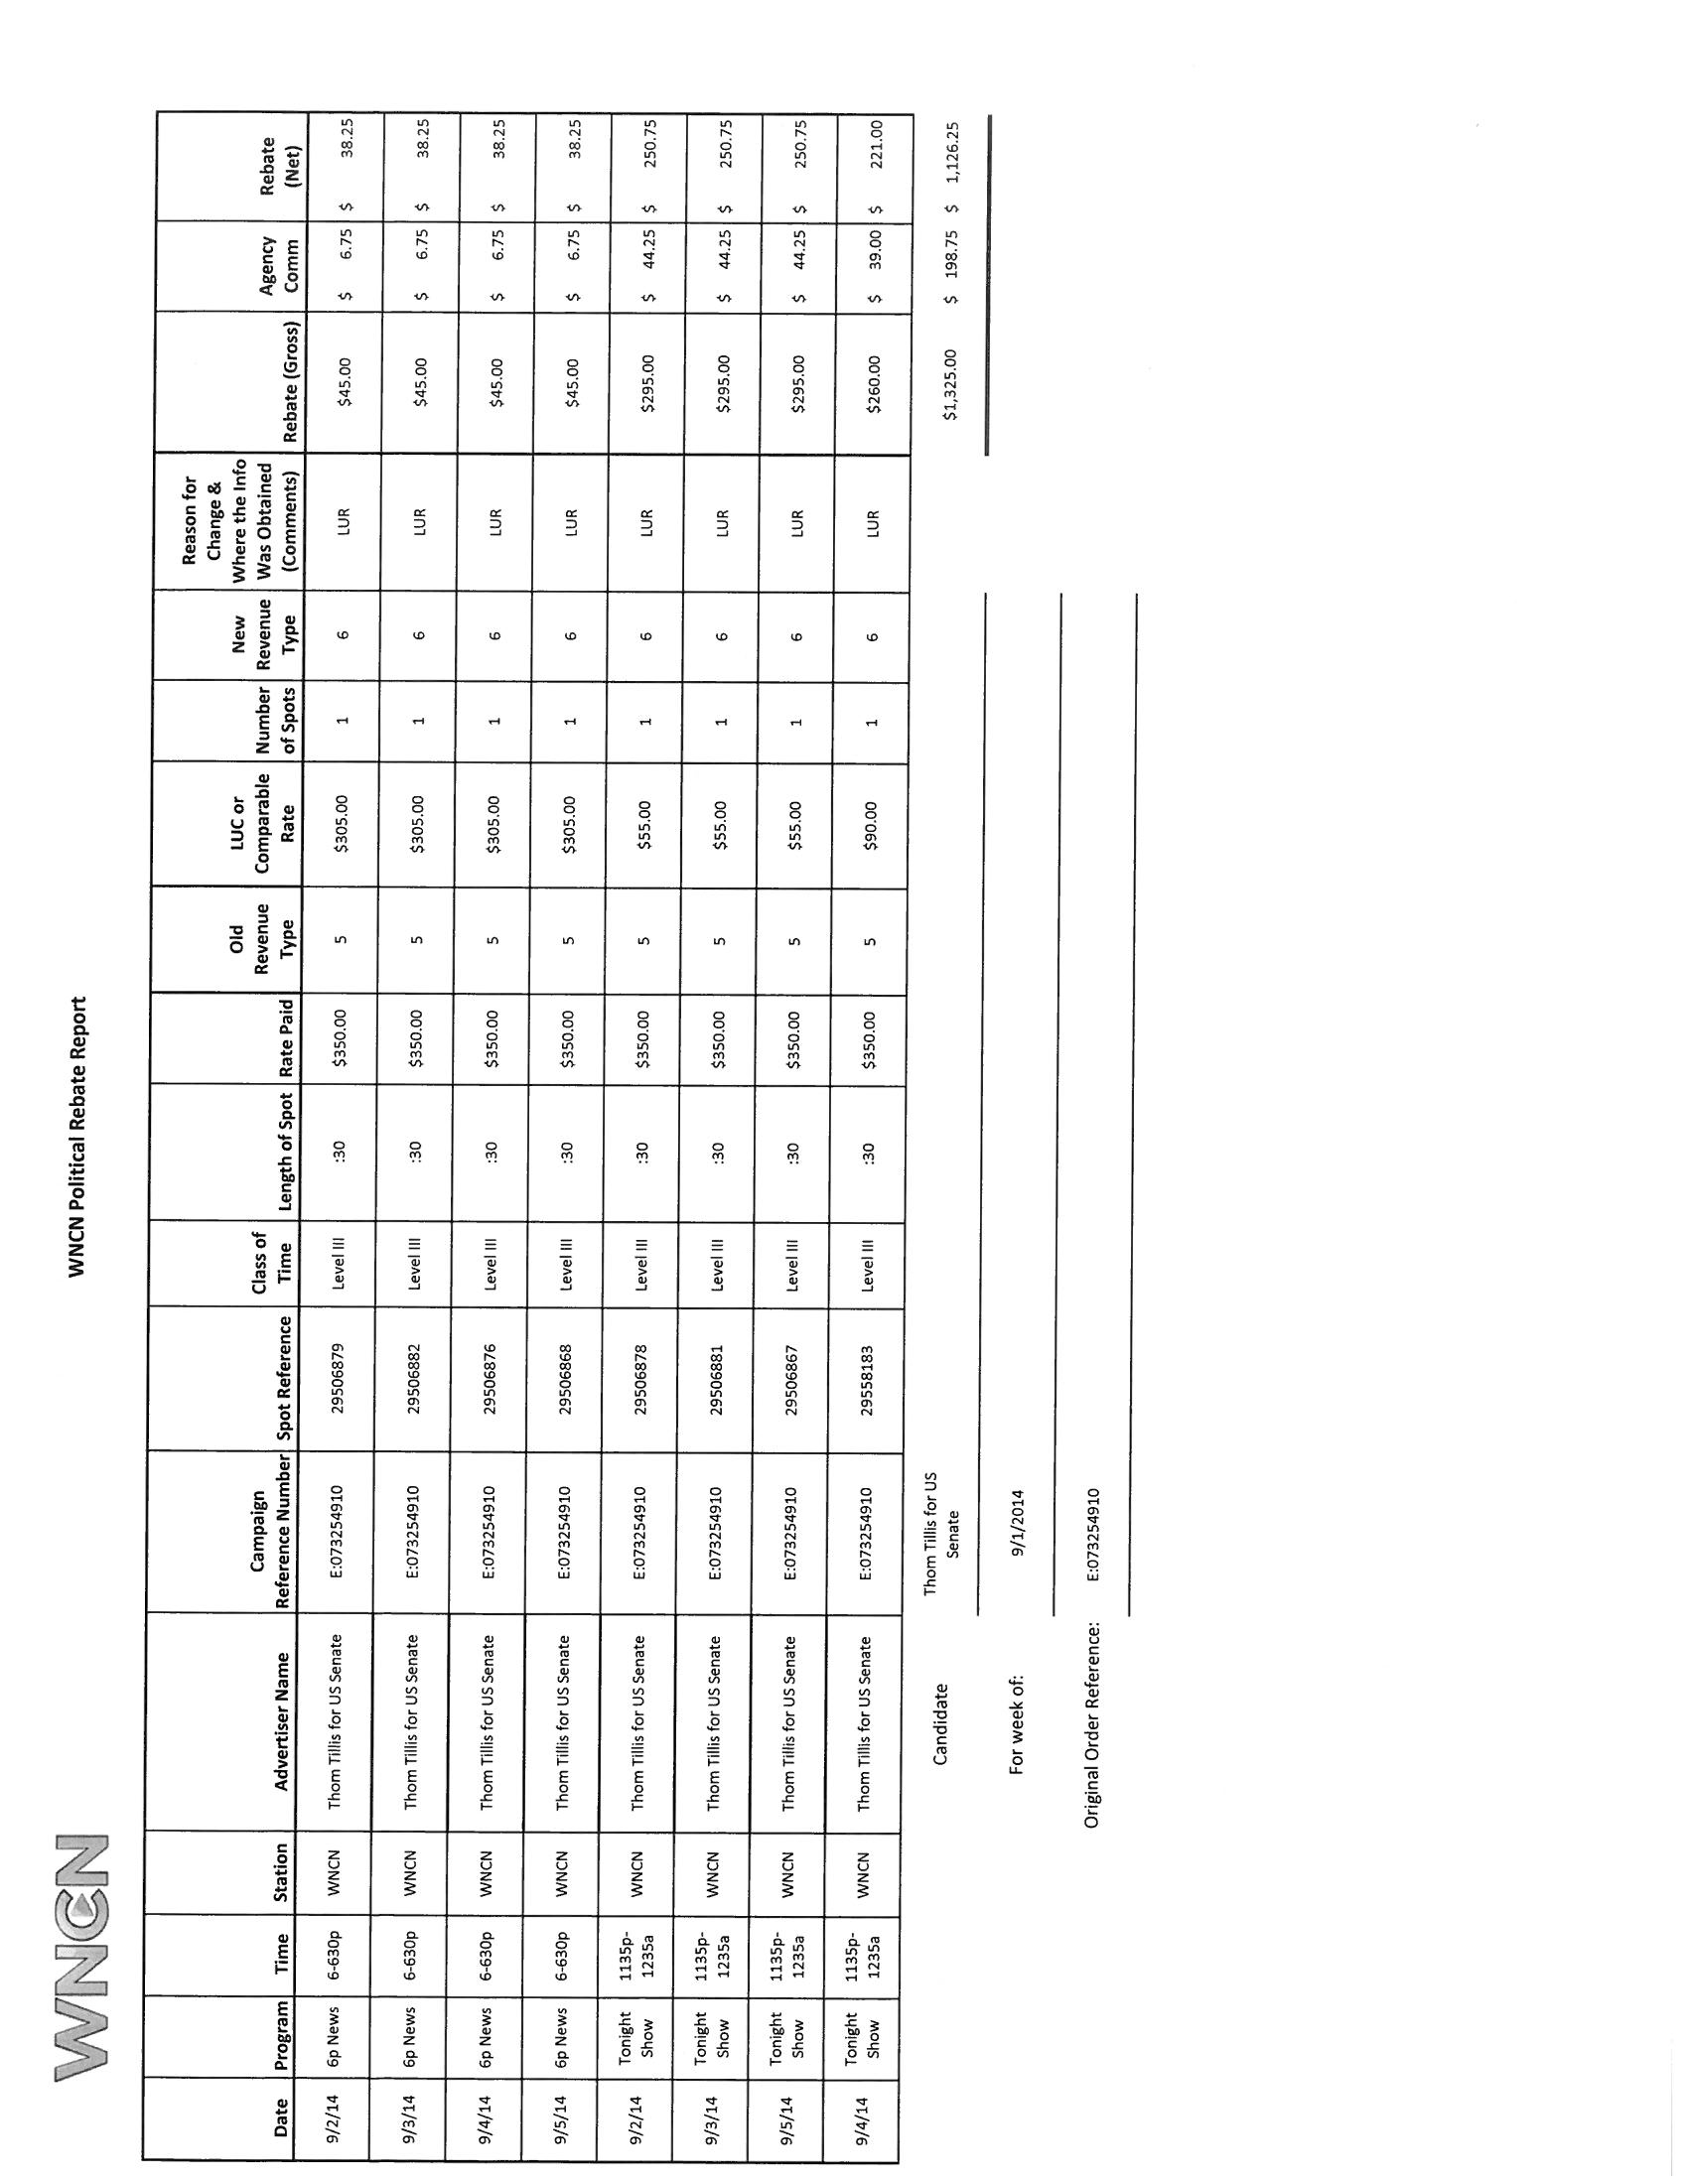 WNCN
WNCN Political Rebate Report
Date Program Time Station Advertiser Name Campaign Reference Number Spot Reference Class of Time Length of Spot Rate Paid Old Revenue Type LUC or Comparable Rate Number of Spots New Revenue Type Reason for Change & Where the Info Was Obtained (Comments) Rebate (Gross) Agency Comm Rebate (Net)
9/2/14 6p News 6-630p WNCN Thom Tillis for US Senate E:073254910 29506879 Level III :30 $350.00 5 $305.00 1 6 LUR $45.00 $ 6.75 $ 38.25
9/3/14 6p News 6-630p WNCN Thom Tillis for US Senate E:073254910 29506882 Level III :30 $350.00 5 $305.00 1 6 LUR $45.00 $ 6.75 $ 38.25
9/4/14 6p News 6-630p WNCN Thom Tillis for US Senate E:073254910 29506876 Level III :30 $350.00 5 $305.00 1 6 LUR $45.00 $ 6.75 $ 38.25
9/5/14 6p News 6-630p WNCN Thom Tillis for US Senate E:073254910 29506868 Level III :30 $350.00 5 $305.00 1 6 LUR $45.00 $ 6.75 $ 38.25
9/2/14 Tonight Show 1135p-1235a WNCN Thom Tillis for US Senate E:073254910 29506878 Level III :30 $350.00 5 $55.00 1 6 LUR $295.00 $ 44.25 $ 250.75
9/3/14 Tonight Show 1135p-1235a WNCN Thom Tillis for US Senate E:073254910 29506881 Level III :30 $350.00 5 $55.00 1 6 LUR $295.00 $ 44.25 $ 250.75
9/5/14 Tonight Show 1135p-1235a WNCN Thom Tillis for US Senate E:073254910 29506867 Level III :30 $350.00 5 $55.00 1 6 LUR $295.00 $ 44.25 $ 250.75
9/4/14 Tonight Show 1135p-1235a WNCN Thom Tillis for US Senate E:073254910 29558183 Level III :30 $350.00 5 $90.00 1 6 LUR $260.00 $ 39.00 $ 221.00
Candidate Thom Tillis for US Senate $1,325.00 $ 198.75 $ 1,126.25
For week of: 9/1/2014
Original Order Reference: E:073254910